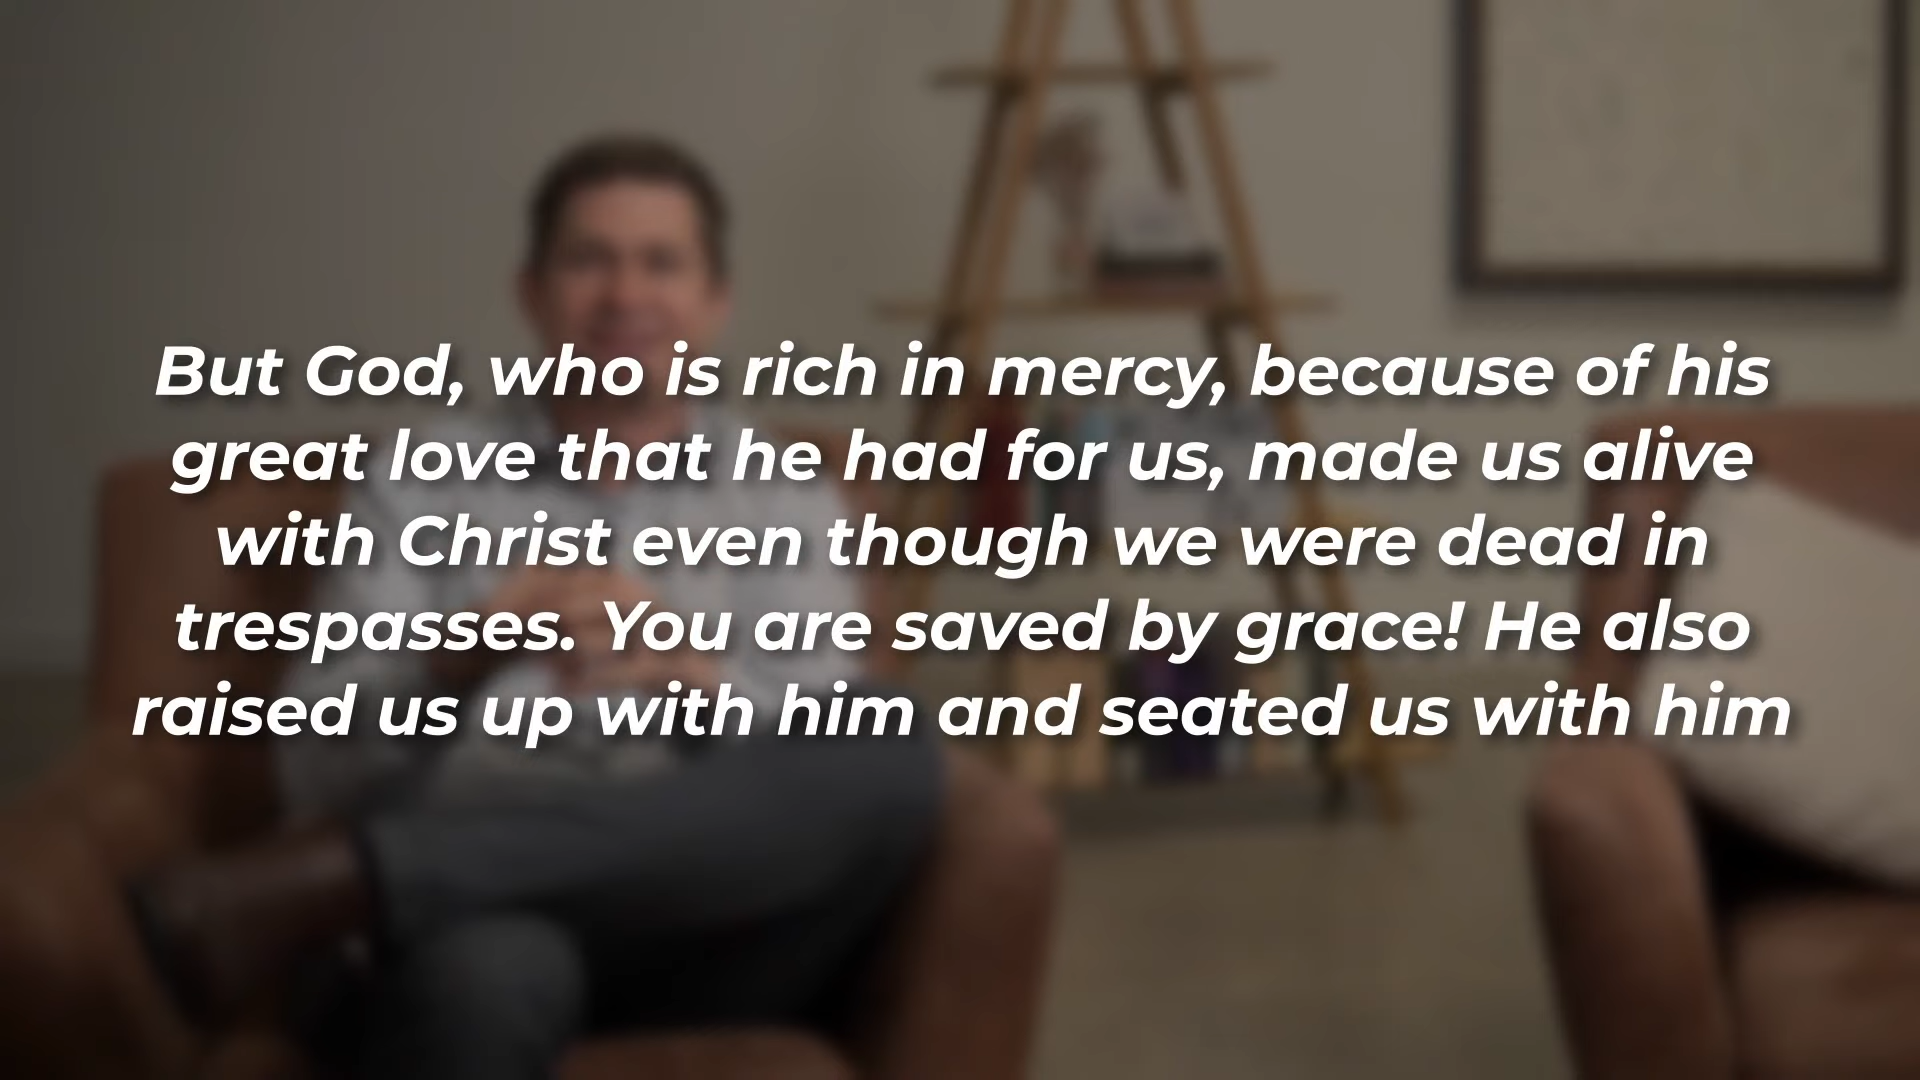 But God, who is rich in mercy, because of his
great love that he had for us, made us alive
with Christ even though we were dead in
trespasses. You are saved by grace! He also
raised us up with him and seated us with him